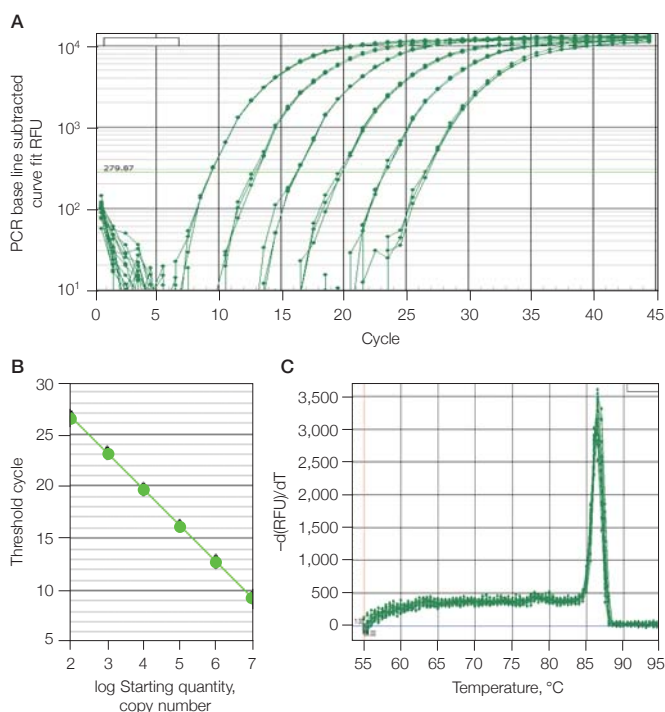 A
PCR base line subtracted
curve fit RFU
10⁴
10³
10²
10¹
279.87
0 5 10 15 20 25 30 35 40 45
Cycle
B
Threshold cycle
30
25
20
15
10
5
2 3 4 5 6 7
log Starting quantity,
copy number
C
–d(RFU)/dT
3,500
3,000
2,500
2,000
1,500
1,000
500
0
55 60 65 70 75 80 85 90 95
Temperature, °C